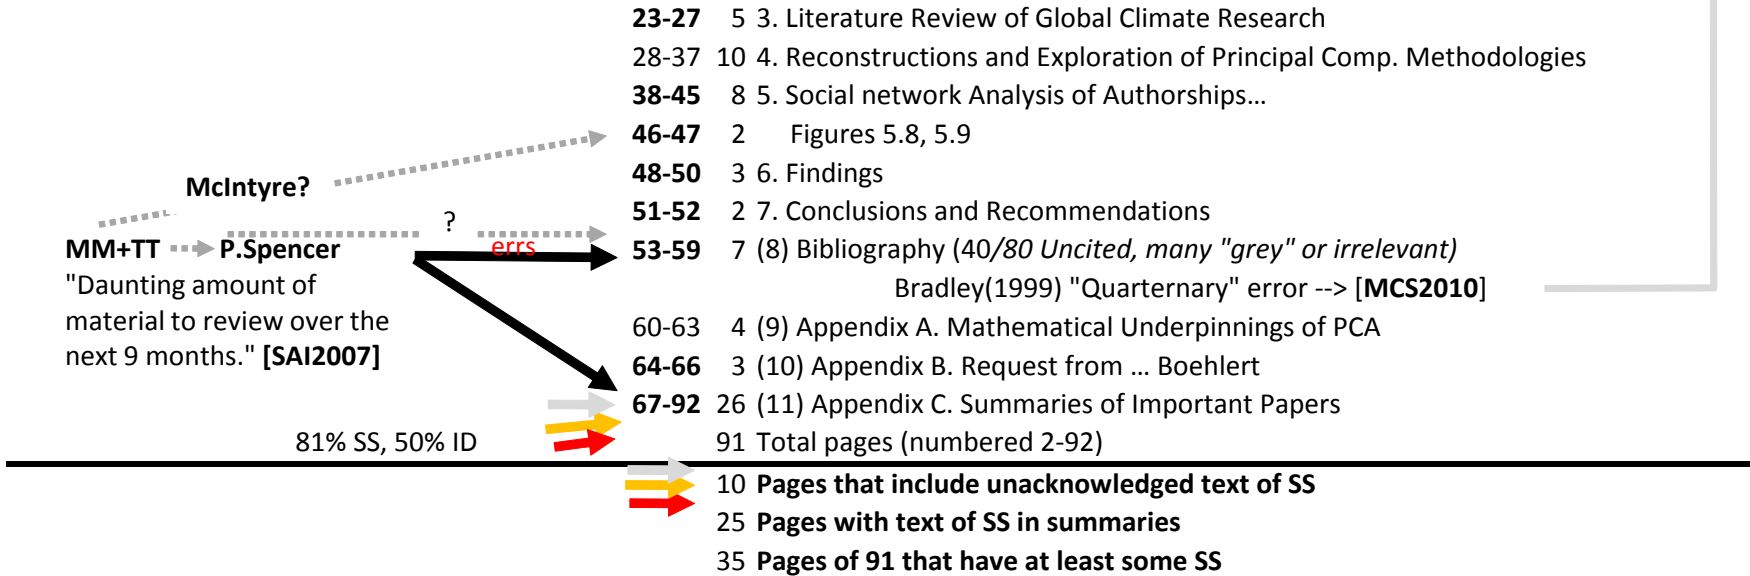 23-27 5 3. Literature Review of Global Climate Research
28-37 10 4. Reconstructions and Exploration of Principal Comp. Methodologies
38-45 8 5. Social network Analysis of Authorships…
46-47 2 Figures 5.8, 5.9
McIntyre?
48-50 3 6. Findings
?
51-52 2 7. Conclusions and Recommendations
MM+TT P.Spencer errs 53-59 7 (8) Bibliography (40/80 Uncited, many "grey" or irrelevant)
"Daunting amount of
material to review over the
next 9 months." [SAI2007]
Bradley(1999) "Quarternary" error --> [MCS2010]
60-63 4 (9) Appendix A. Mathematical Underpinnings of PCA
64-66 3 (10) Appendix B. Request from … Boehlert
67-92 26 (11) Appendix C. Summaries of Important Papers
81% SS, 50% ID 91 Total pages (numbered 2-92)
10 Pages that include unacknowledged text of SS
25 Pages with text of SS in summaries
35 Pages of 91 that have at least some SS